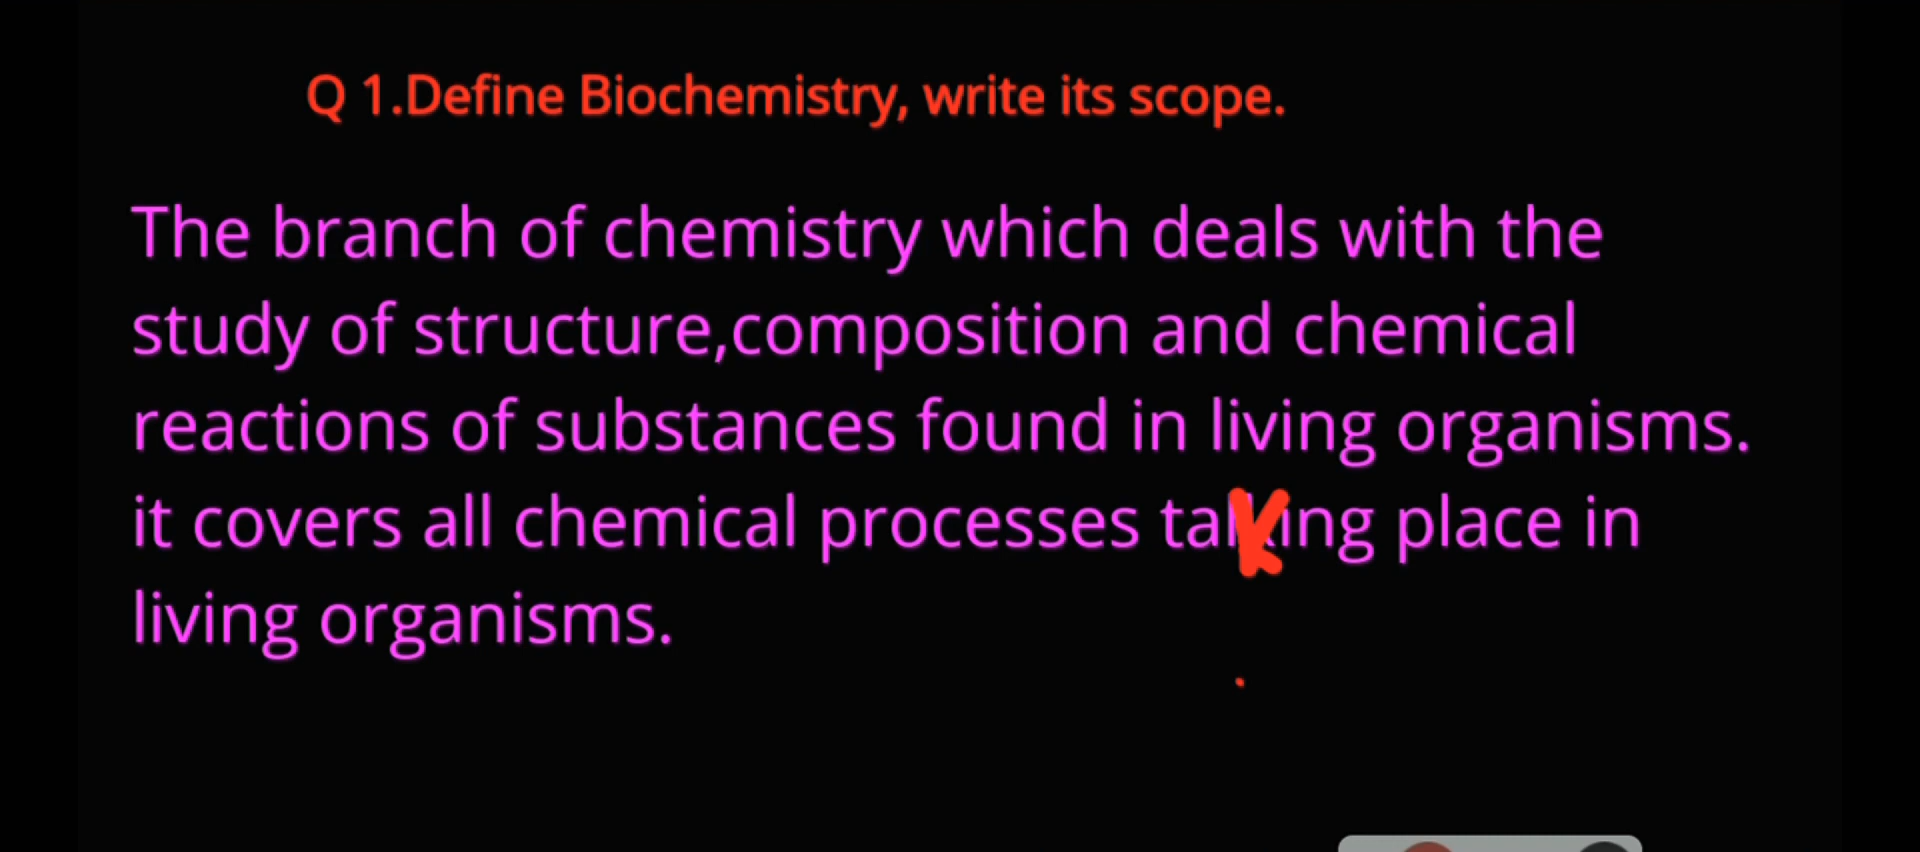 Q 1.Define Biochemistry, write its scope.
The branch of chemistry which deals with the
study of structure,composition and chemical
reactions of substances found in living organisms.
it covers all chemical processes taking place in
living organisms.